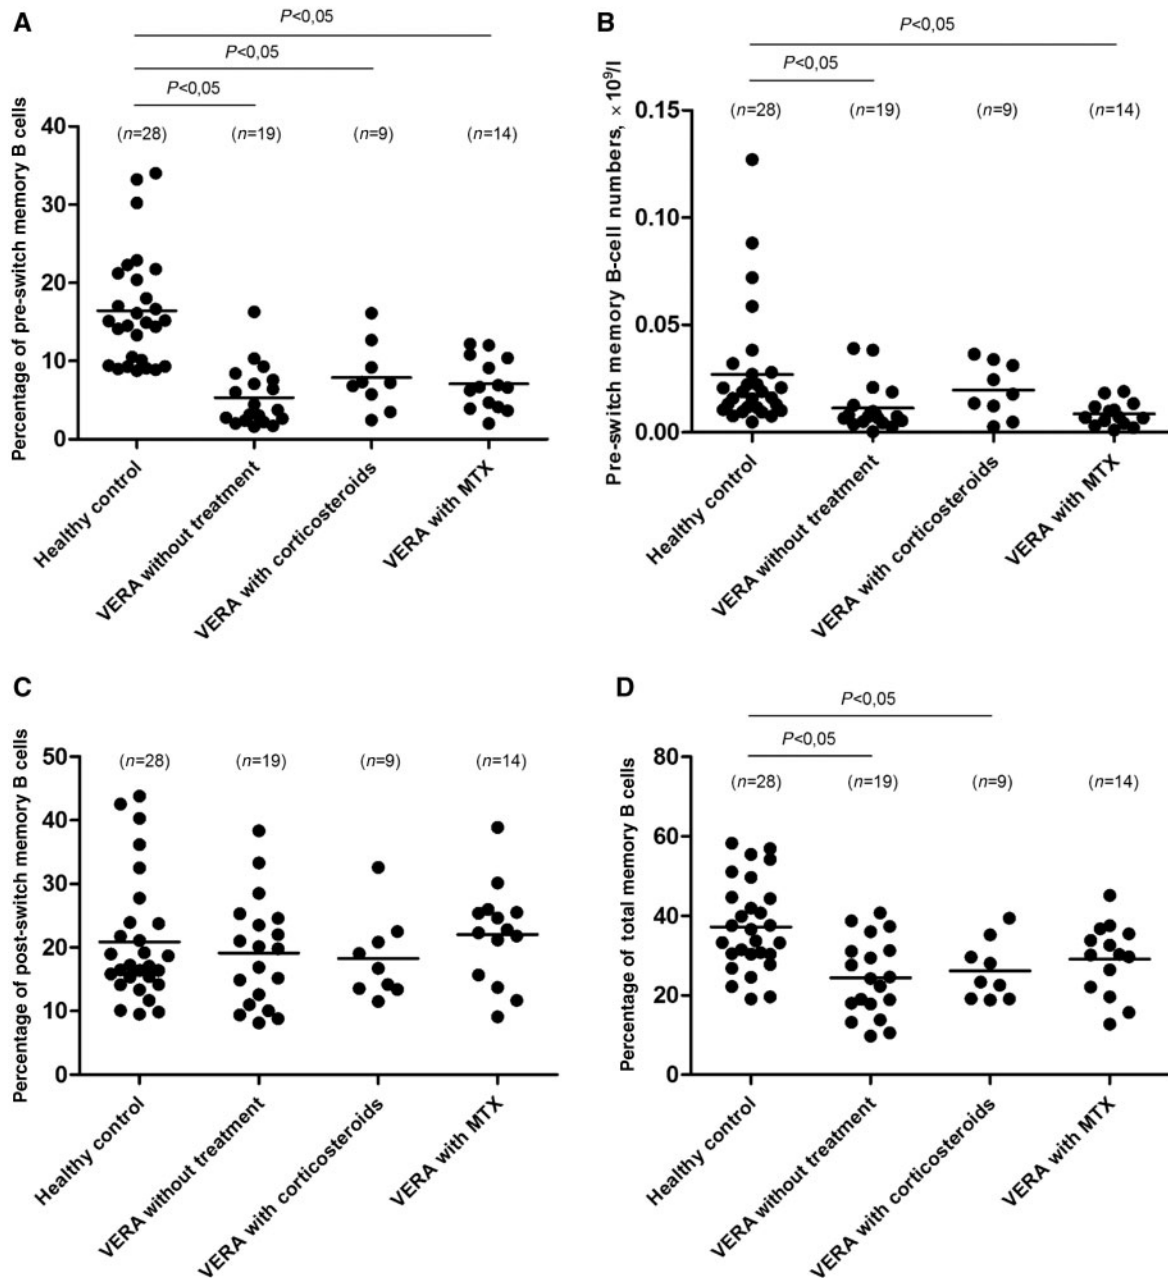 A
P<0,05
P<0,05
P<0,05
(n=28) (n=19) (n=9) (n=14)
Percentage of pre-switch memory B cells
40
30
20
10
0
Healthy control
VERA without treatment
VERA with corticosteroids
VERA with MTX
B
P<0,05
P<0,05
(n=28) (n=19) (n=9) (n=14)
Pre-switch memory B-cell numbers, ×10⁹/l
0.15
0.10
0.05
0.00
Healthy control
VERA without treatment
VERA with corticosteroids
VERA with MTX
C
(n=28) (n=19) (n=9) (n=14)
Percentage of post-switch memory B cells
50
40
30
20
10
0
Healthy control
VERA without treatment
VERA with corticosteroids
VERA with MTX
D
P<0,05
P<0,05
(n=28) (n=19) (n=9) (n=14)
Percentage of total memory B cells
80
60
40
20
0
Healthy control
VERA without treatment
VERA with corticosteroids
VERA with MTX